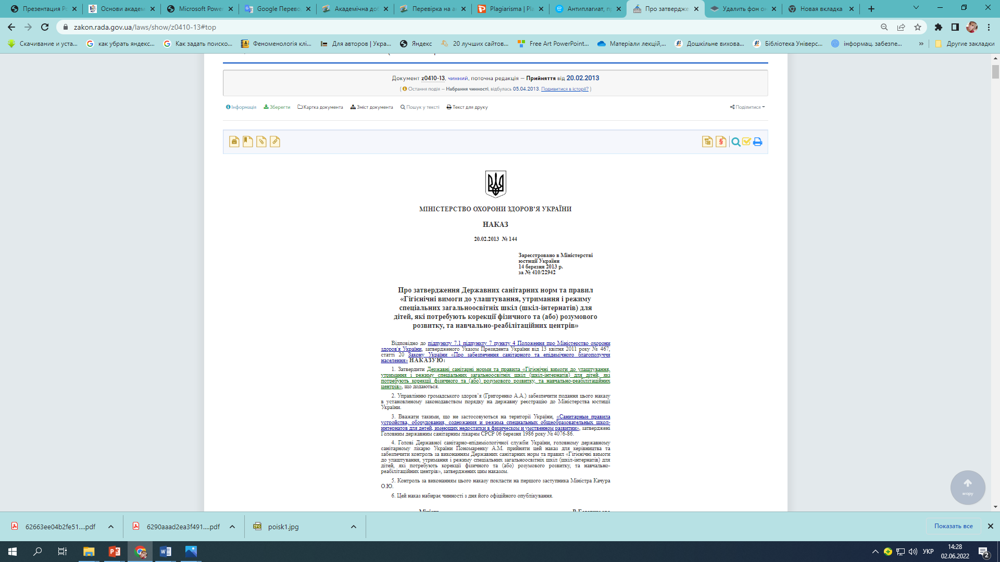 Презентация Po
Основи академ
Microsoft Power
Google Перево
Академічна доб
Перевірка на а
Plagiarisma | Pla
Антиплагиат, п
Про затвердже
Удалить фон он
Новая вкладка
zakon.rada.gov.ua/laws/show/z0410-13#top
Скачивание и уста...
как убрать яндекс...
Как задать поиско...
Феноменологія клі...
Для авторов | Укра...
Яндекс
20 лучших сайтов...
Free Art PowerPoint...
Матеріали лекцій,...
Дошкільне вихова...
Бібліотека Універс...
інформац. забезпе...
»
Другие закладки
Документ z0410-13, чинний, поточна редакція — Прийняття від 20.02.2013
( Остання подія — Набрання чинності, відбулась 05.04.2013. Подивитися в історії? )
Інформація Зберегти Картка документа Зміст документа Пошук у тексті Текст для друку Поділитися
МІНІСТЕРСТВО ОХОРОНИ ЗДОРОВ’Я УКРАЇНИ
НАКАЗ
20.02.2013 № 144
Зареєстровано в Міністерстві
юстиції України
14 березня 2013 р.
за № 410/22942
Про затвердження Державних санітарних норм та правил
«Гігієнічні вимоги до улаштування, утримання і режиму
спеціальних загальноосвітніх шкіл (шкіл-інтернатів) для
дітей, які потребують корекції фізичного та (або) розумового
розвитку, та навчально-реабілітаційних центрів»
Відповідно до підпункту 7.1 підпункту 7 пункту 4 Положення про Міністерство охорони
здоров'я України, затвердженого Указом Президента України від 13 квітня 2011 року № 467,
статті 20 Закону України «Про забезпечення санітарного та епідемічного благополуччя
населення» НАКАЗУЮ:
1. Затвердити Державні санітарні норми та правила «Гігієнічні вимоги до улаштування,
утримання і режиму спеціальних загальноосвітніх шкіл (шкіл-інтернатів) для дітей, які
потребують корекції фізичного та (або) розумового розвитку, та навчально-реабілітаційних
центрів», що додаються.
2. Управлінню громадського здоров’я (Григоренко А.А.) забезпечити подання цього наказу
в установленому законодавством порядку на державну реєстрацію до Міністерства юстиції
України.
3. Вважати такими, що не застосовуються на території України, «Санитарные правила
устройства, оборудования, содержания и режима специальных общеобразовательных школ-
интернатов для детей, имеющих недостатки в физическом и умственном развитии», затверджені
Головним державним санітарним лікарем СРСР 06 березня 1986 року № 4076-86.
4. Голові Державної санітарно-епідеміологічної служби України, головному державному
санітарному лікарю України Пономаренку А.М. прийняти цей наказ для керівництва та
забезпечити контроль за виконанням Державних санітарних норм та правил «Гігієнічні вимоги
до улаштування, утримання і режиму спеціальних загальноосвітніх шкіл (шкіл-інтернатів) для
дітей, які потребують корекції фізичного та (або) розумового розвитку, та навчально-
реабілітаційних центрів», затверджених цим наказом.
5. Контроль за виконанням цього наказу покласти на першого заступника Міністра Качура
О.Ю.
6. Цей наказ набирає чинності з дня його офіційного опублікування.
вгору
62663ee04b2fe51....pdf
6290aaad2ea3f491....pdf
poisk1.jpg
Показать все
УКР
14:28
02.06.2022
2